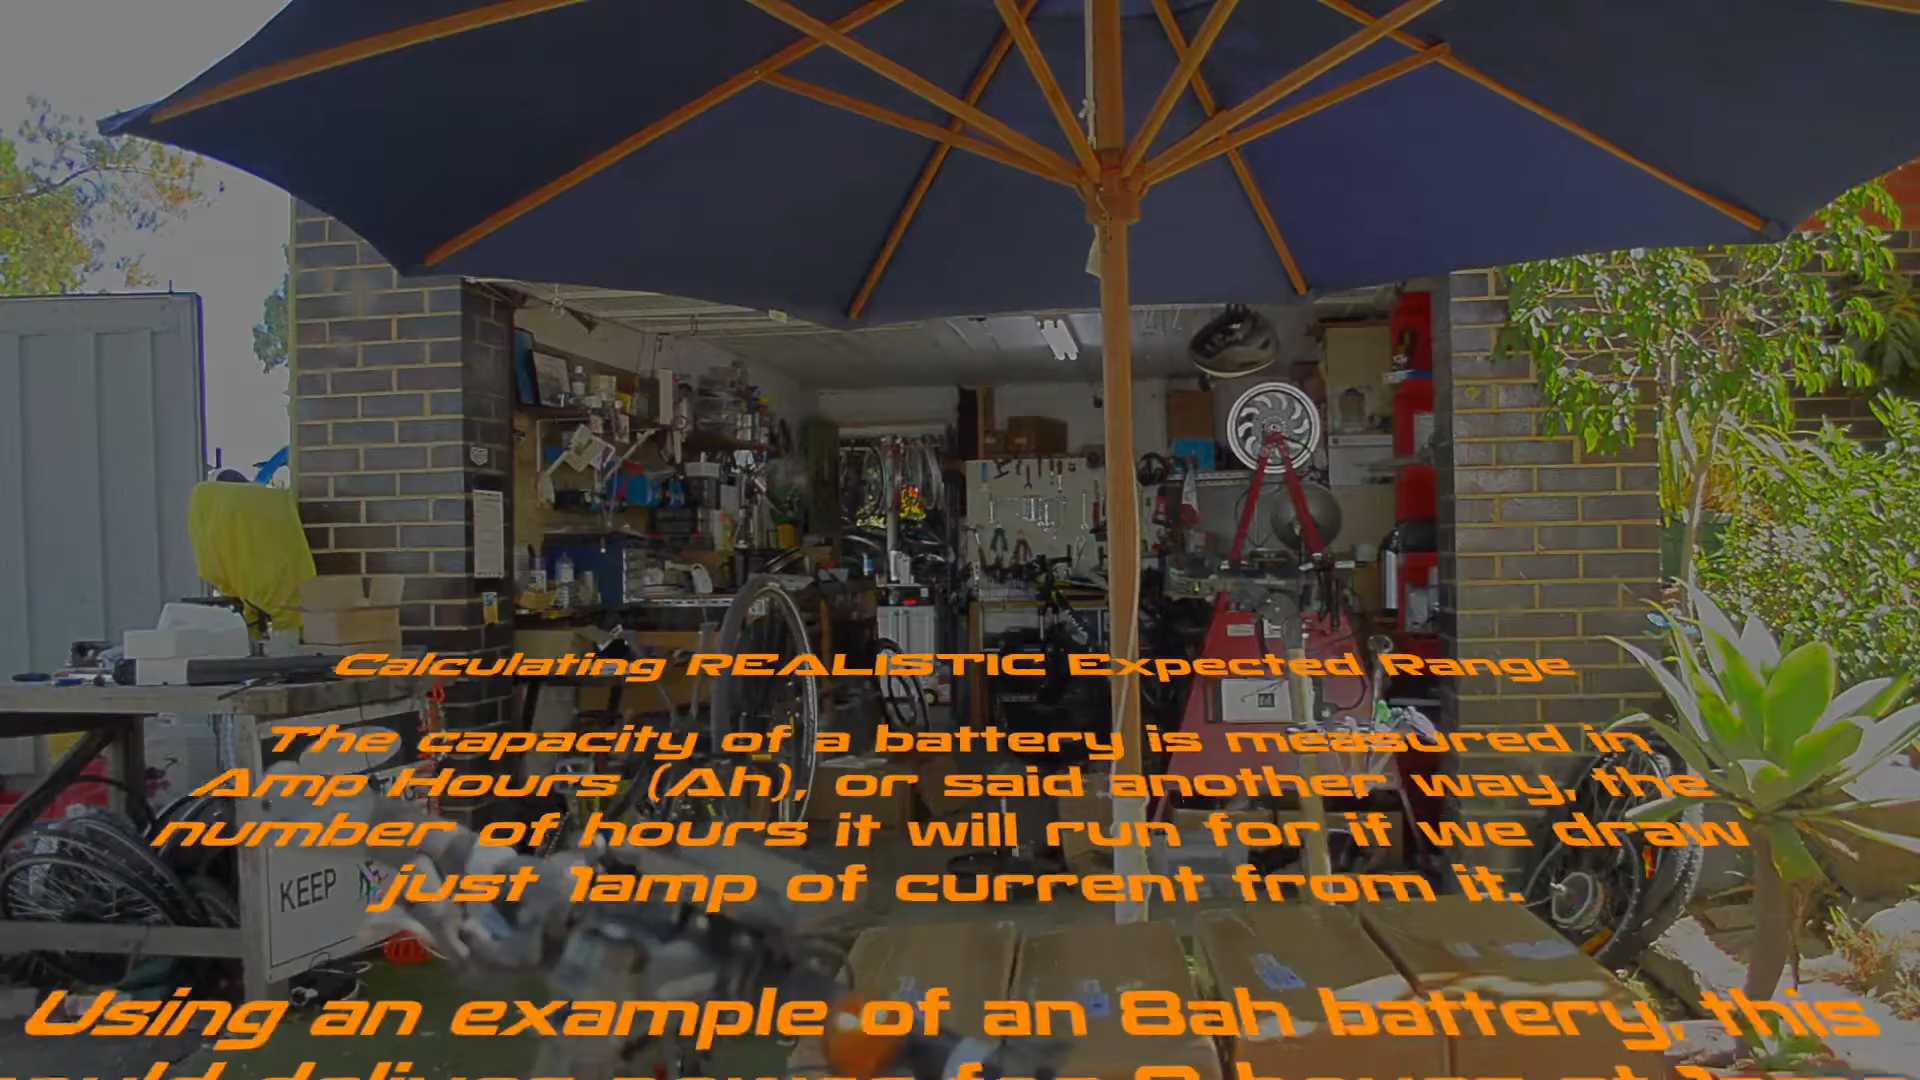 Calculating REALISTIC Expected Range
The capacity of a battery is measured in
Amp Hours (Ah), or said another way, the
number of hours it will run for if we draw
just 1amp of current from it.
KEEP
Using an example of an 8ah battery, this